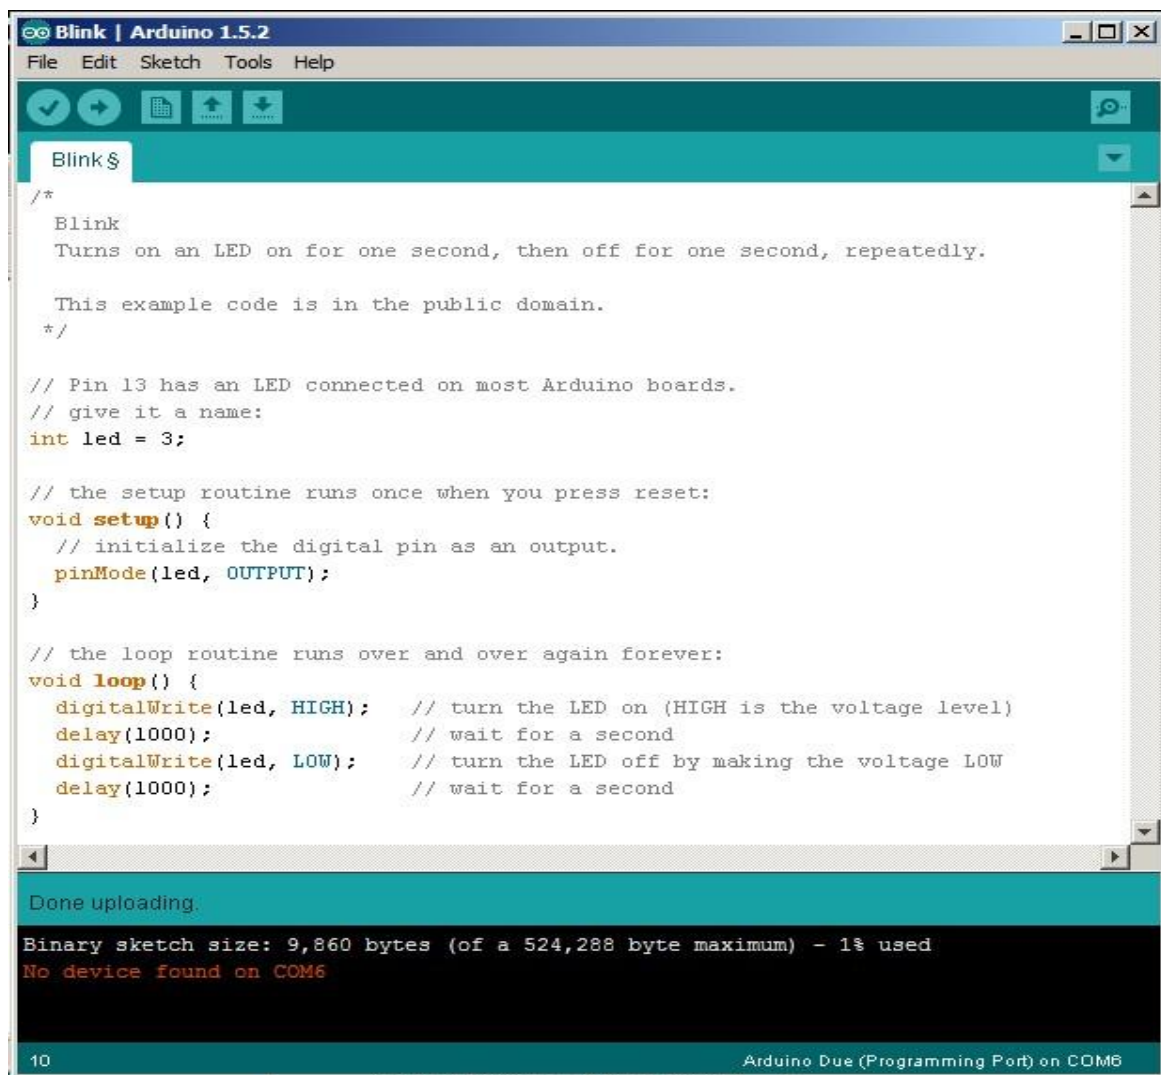 Blink | Arduino 1.5.2
File Edit Sketch Tools Help
Blink §
/*
  Blink
  Turns on an LED on for one second, then off for one second, repeatedly.

  This example code is in the public domain.
 */

// Pin 13 has an LED connected on most Arduino boards.
// give it a name:
int led = 3;

// the setup routine runs once when you press reset:
void setup() {
  // initialize the digital pin as an output.
  pinMode(led, OUTPUT);
}

// the loop routine runs over and over again forever:
void loop() {
  digitalWrite(led, HIGH);   // turn the LED on (HIGH is the voltage level)
  delay(1000);               // wait for a second
  digitalWrite(led, LOW);    // turn the LED off by making the voltage LOW
  delay(1000);               // wait for a second
}
Done uploading.
Binary sketch size: 9,860 bytes (of a 524,288 byte maximum) - 1% used
No device found on COM6
10 Arduino Due (Programming Port) on COM6